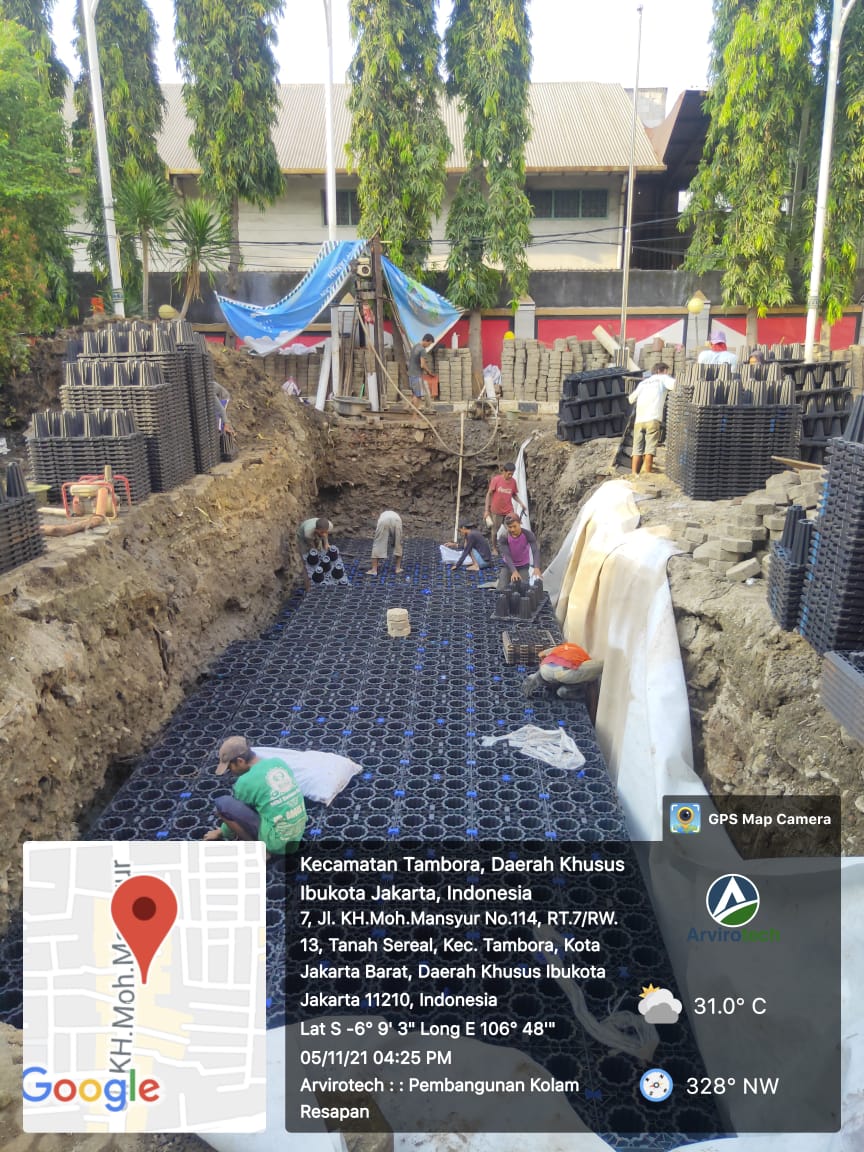 GPS Map Camera
Kecamatan Tambora, Daerah Khusus
Ibukota Jakarta, Indonesia
7, Jl. KH.Moh.Mansyur No.114, RT.7/RW.
13, Tanah Sereal, Kec. Tambora, Kota
Jakarta Barat, Daerah Khusus Ibukota
Jakarta 11210, Indonesia
Lat S -6° 9' 3" Long E 106° 48'"
05/11/21 04:25 PM
Arvirotech : : Pembangunan Kolam
Resapan
Arvirotech
31.0° C
328° NW
KH.Moh.Ma
ur
Google